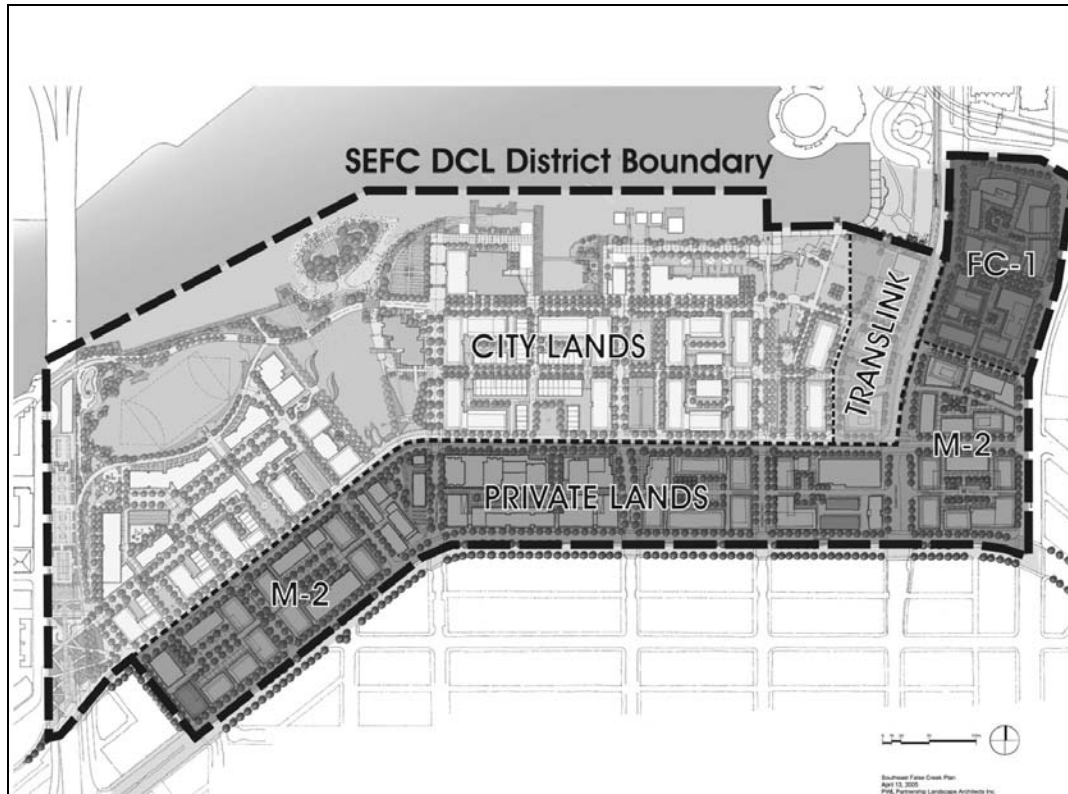 SEFC DCL District Boundary
FC-1
TRANSLINK
CITY LANDS
M-2
PRIVATE LANDS
M-2
Southeast False Creek Plan
April 13, 2005
PWL Partnership Landscape Architects Inc.